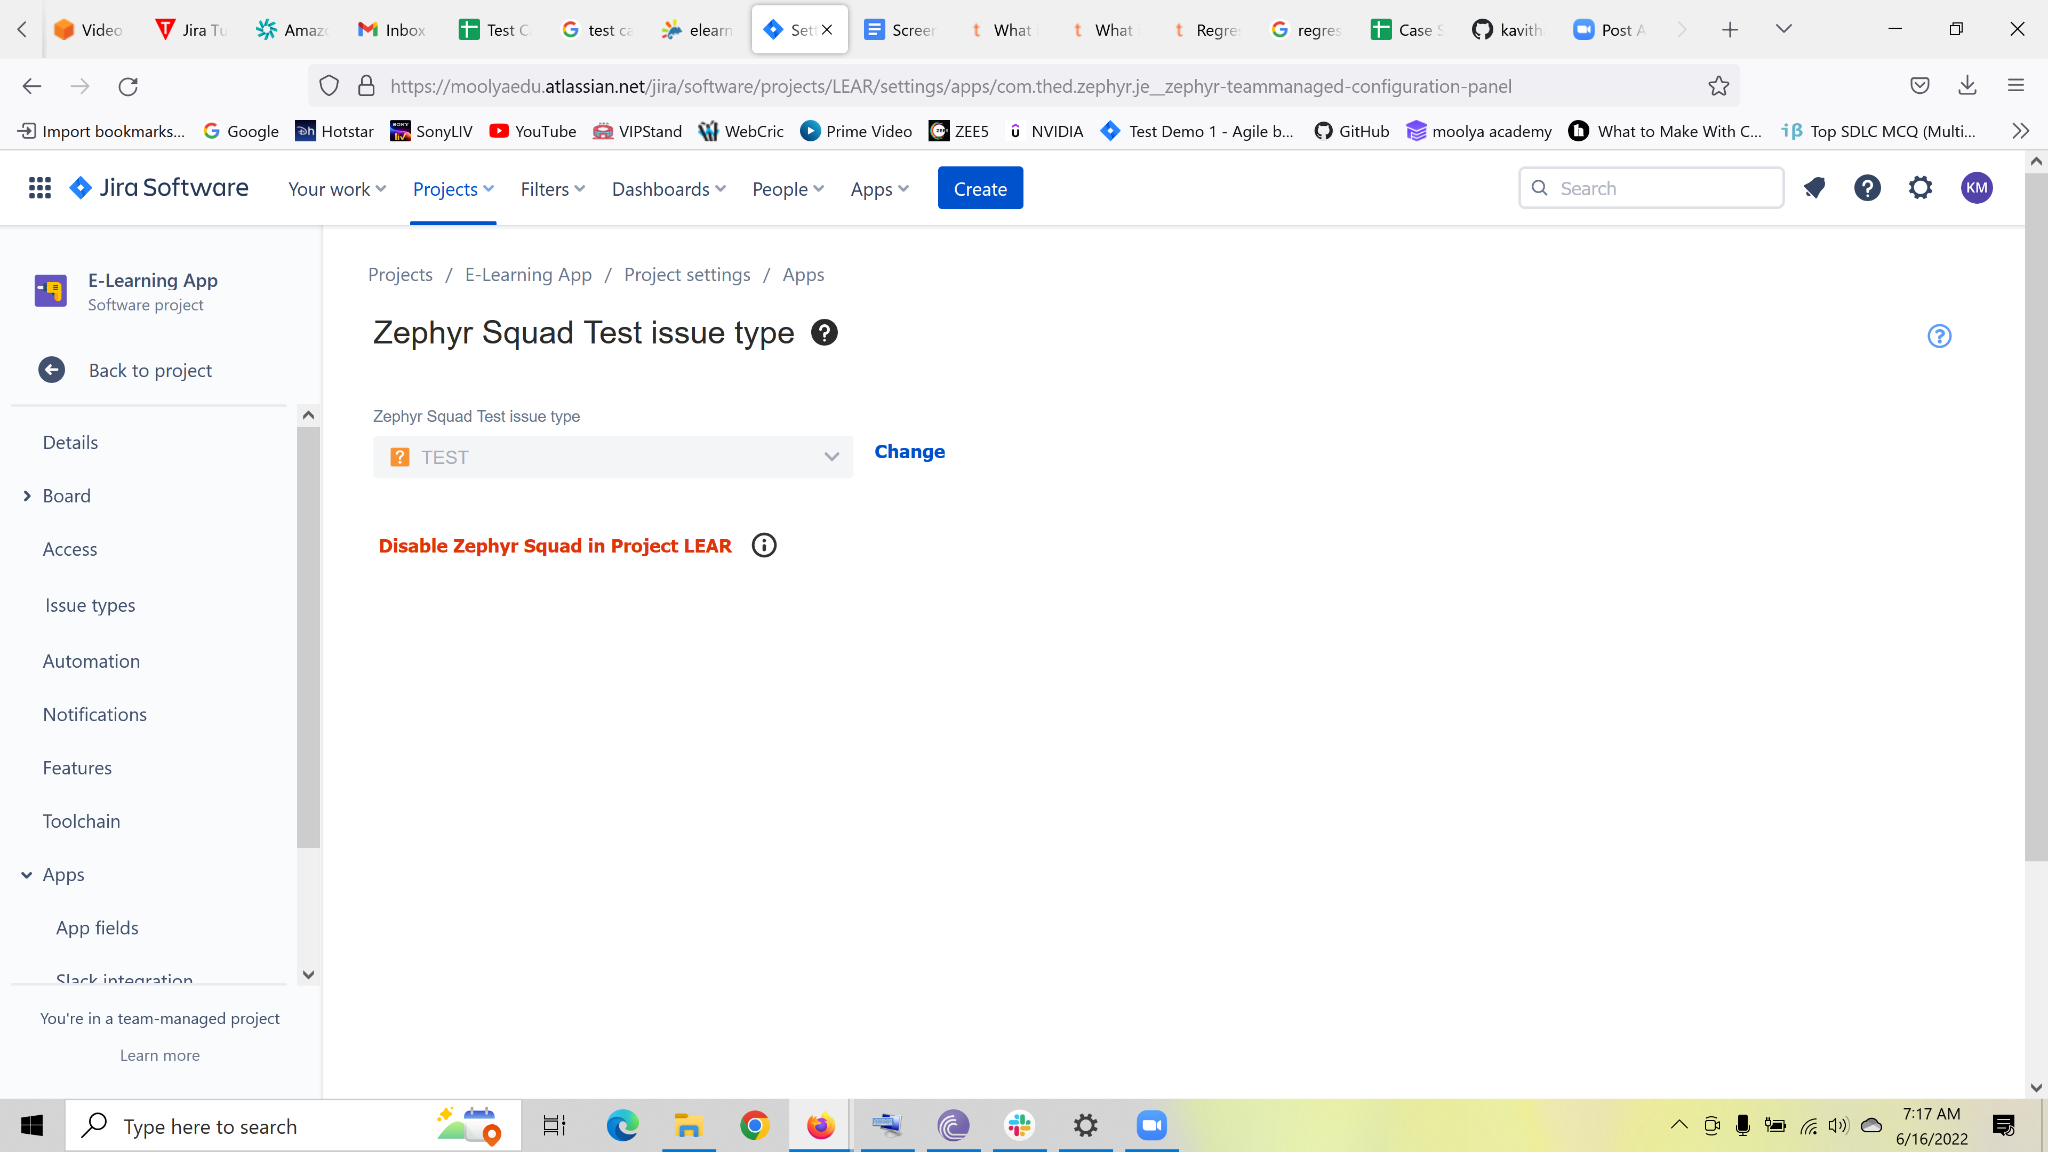 Video
Jira Tu
Amaz
Inbox
Test C
test ca
elearn
Set
Screen
What
What
Regre
regres
Case S
kavith
Post A
https://moolyaedu.atlassian.net/jira/software/projects/LEAR/settings/apps/com.thed.zephyr.je__zephyr-teammanaged-configuration-panel
Import bookmarks...
Google
Hotstar
SonyLIV
YouTube
VIPStand
WebCric
Prime Video
ZEE5
NVIDIA
Test Demo 1 - Agile b...
GitHub
moolya academy
What to Make With C...
Top SDLC MCQ (Multi...
Jira Software
Your work
Projects
Filters
Dashboards
People
Apps
Create
Search
KM
E-Learning App
Software project
Back to project
Details
Board
Access
Issue types
Automation
Notifications
Features
Toolchain
Apps
App fields
Slack integration
You're in a team-managed project
Learn more
Projects / E-Learning App / Project settings / Apps
Zephyr Squad Test issue type
Zephyr Squad Test issue type
TEST
Change
Disable Zephyr Squad in Project LEAR
Type here to search
7:17 AM
6/16/2022